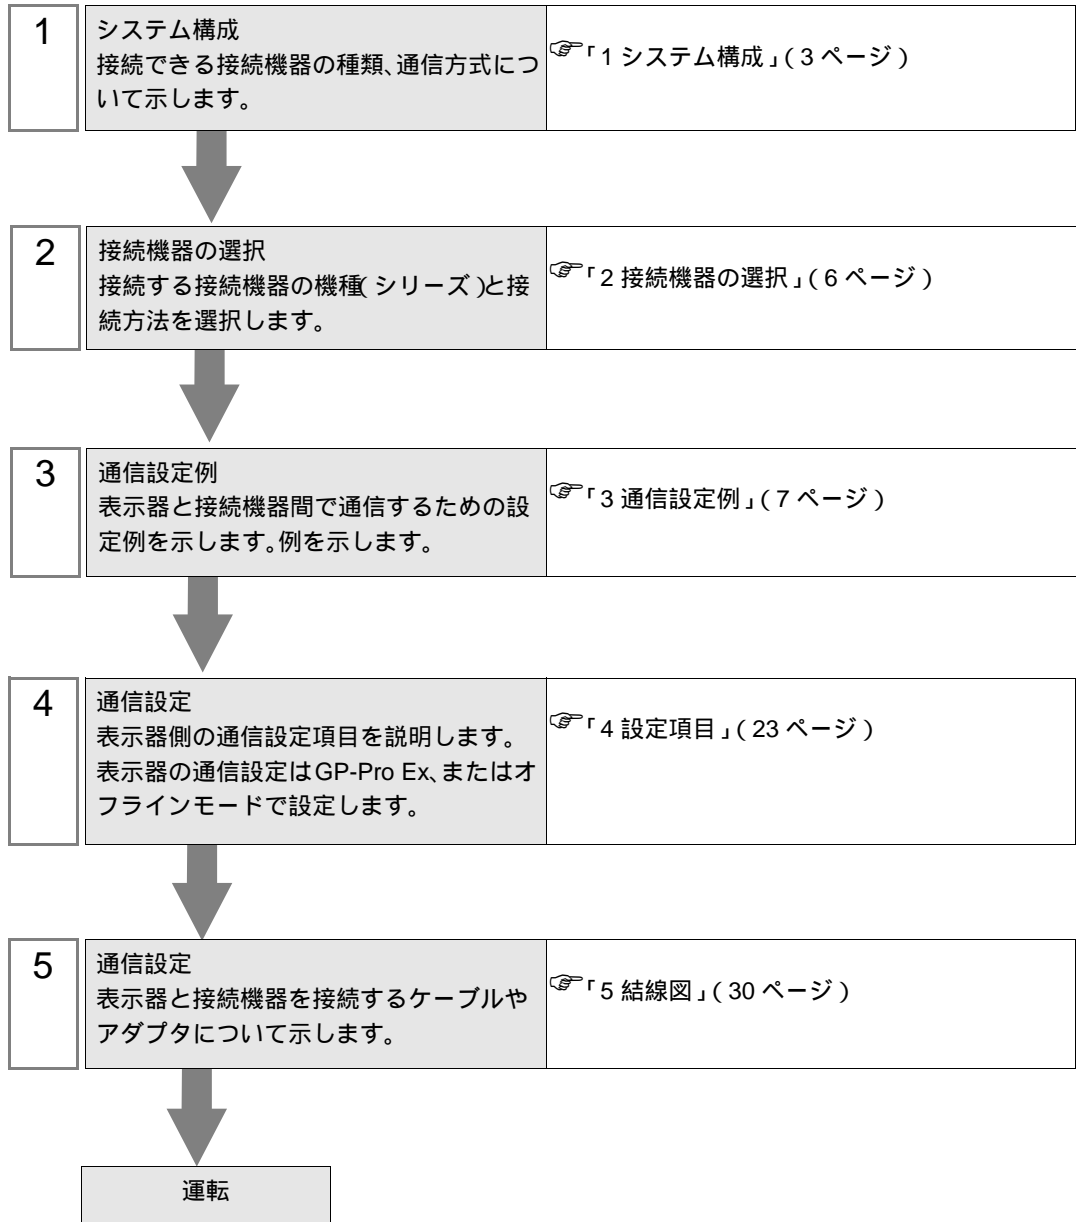 1
システム構成
接続できる接続機器の種類、通信方式につ
いて示します。
☞「1 システム構成」(3 ページ)
2
接続機器の選択
接続する接続機器の機種(シリーズ)と接
続方法を選択します。
☞「2 接続機器の選択」(6 ページ)
3
通信設定例
表示器と接続機器間で通信するための設
定例を示します。例を示します。
☞「3 通信設定例」(7 ページ)
4
通信設定
表示器側の通信設定項目を説明します。
表示器の通信設定はGP-Pro Ex、またはオ
フラインモードで設定します。
☞「4 設定項目」(23 ページ)
5
通信設定
表示器と接続機器を接続するケーブルや
アダプタについて示します。
☞「5 結線図」(30 ページ)
運転